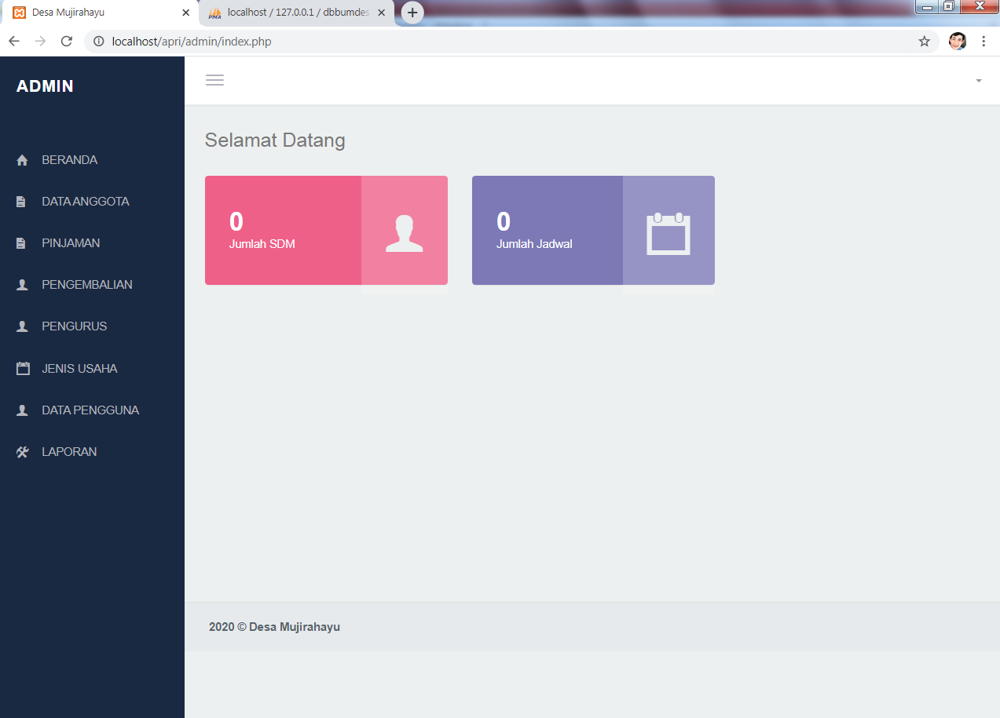 Desa Mujirahayu
localhost / 127.0.0.1 / dbbumdes
localhost/apri/admin/index.php
ADMIN
BERANDA
DATA ANGGOTA
PINJAMAN
PENGEMBALIAN
PENGURUS
JENIS USAHA
DATA PENGGUNA
LAPORAN
Selamat Datang
0
Jumlah SDM
0
Jumlah Jadwal
2020 © Desa Mujirahayu